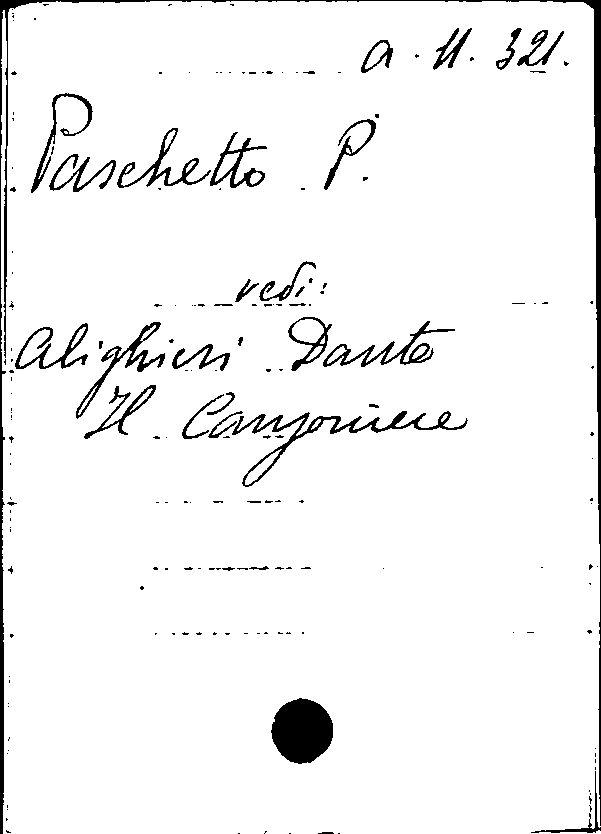 a. 11. 321.
Paschetto P.
vedi:
Alighieri Dante
Il Canzoniere